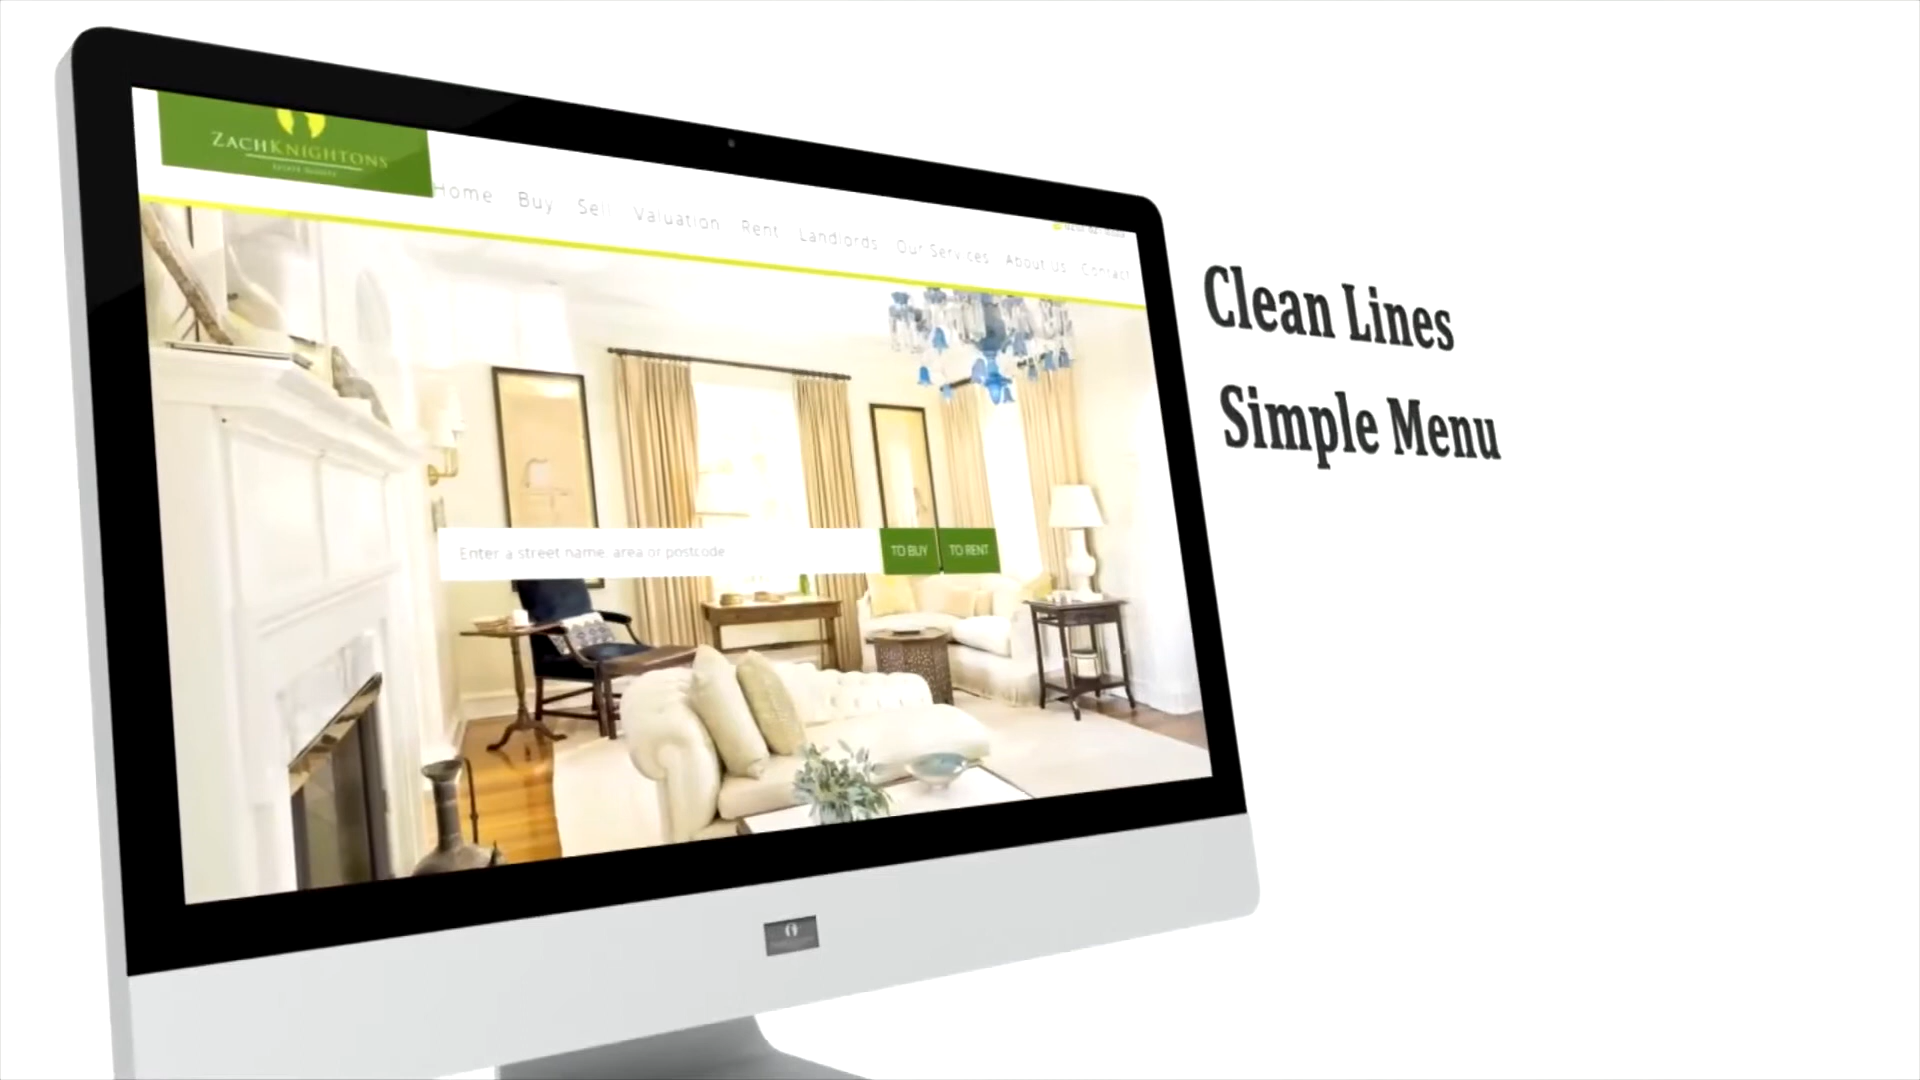 ZACHKNIGHTONS
Home Buy Sell Valuation Rent Landlords Our Services About Us Contact
Enter a street name, area or postcode
TO BUY TO RENT
Clean Lines
Simple Menu